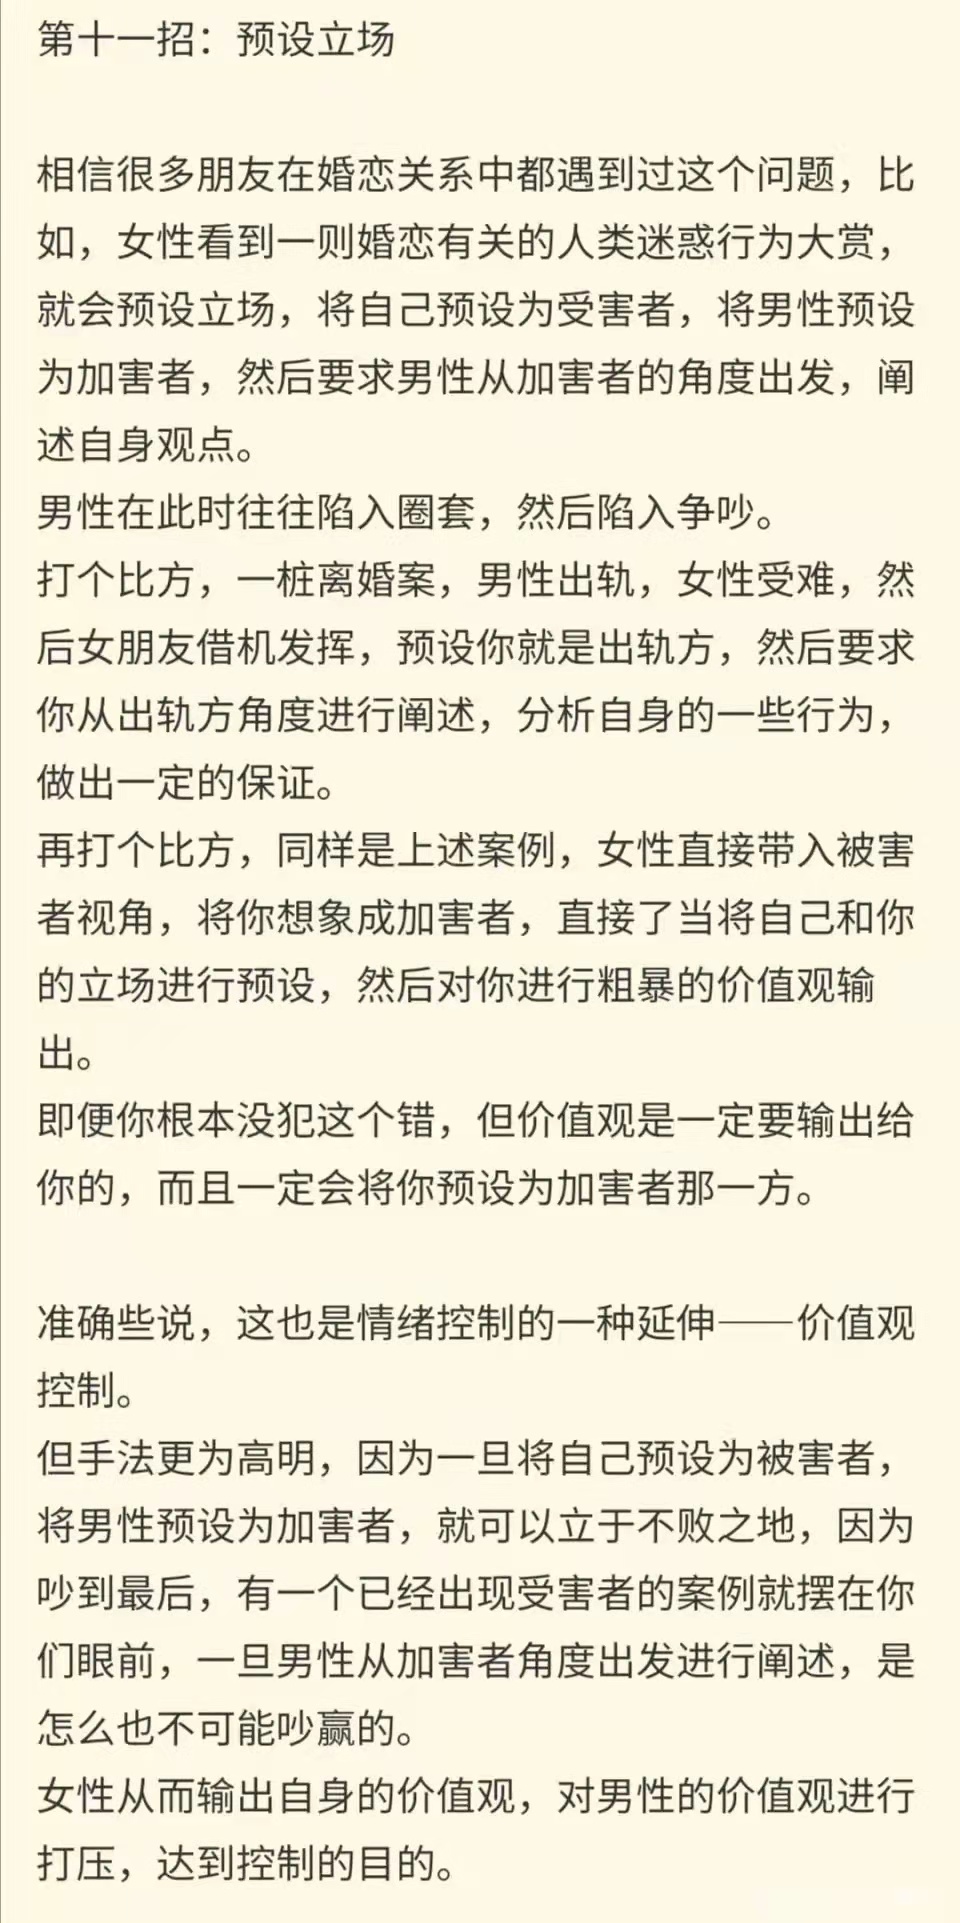 第十一招：预设立场
相信很多朋友在婚恋关系中都遇到过这个问题，比
如，女性看到一则婚恋有关的人类迷惑行为大赏，
就会预设立场，将自己预设为受害者，将男性预设
为加害者，然后要求男性从加害者的角度出发，阐
述自身观点。
男性在此时往往陷入圈套，然后陷入争吵。
打个比方，一桩离婚案，男性出轨，女性受难，然
后女朋友借机发挥，预设你就是出轨方，然后要求
你从出轨方角度进行阐述，分析自身的一些行为，
做出一定的保证。
再打个比方，同样是上述案例，女性直接带入被害
者视角，将你想象成加害者，直接了当将自己和你
的立场进行预设，然后对你进行粗暴的价值观输
出。
即便你根本没犯这个错，但价值观是一定要输出给
你的，而且一定会将你预设为加害者那一方。
准确些说，这也是情绪控制的一种延伸——价值观
控制。
但手法更为高明，因为一旦将自己预设为被害者，
将男性预设为加害者，就可以立于不败之地，因为
吵到最后，有一个已经出现受害者的案例就摆在你
们眼前，一旦男性从加害者角度出发进行阐述，是
怎么也不可能吵赢的。
女性从而输出自身的价值观，对男性的价值观进行
打压，达到控制的目的。